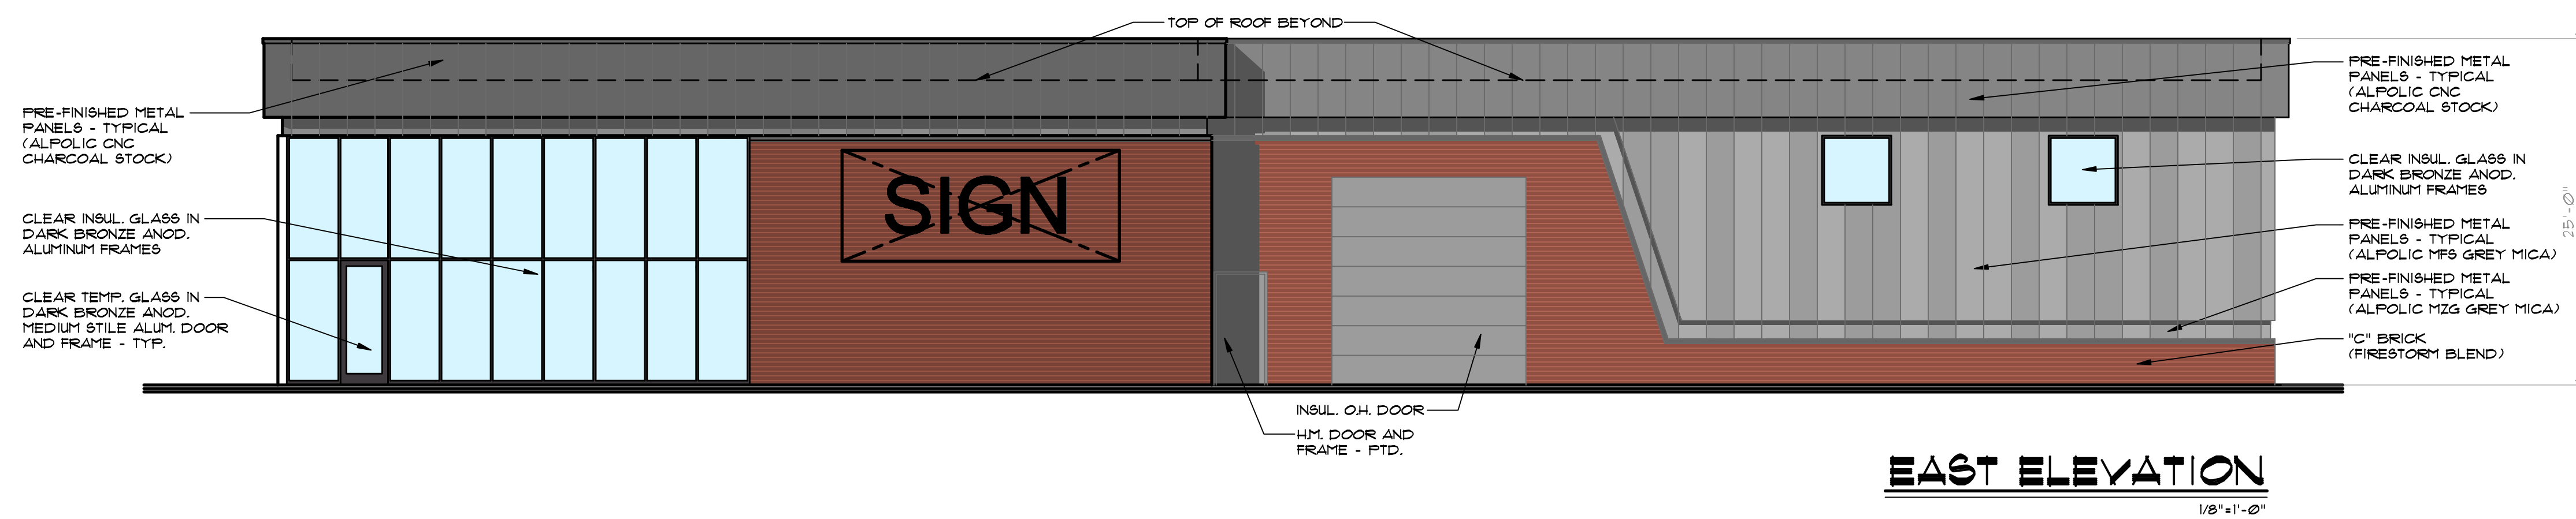 TOP OF ROOF BEYOND
PRE-FINISHED METAL
PANELS - TYPICAL
(ALPOLIC CNC
CHARCOAL STOCK)
CLEAR INSUL. GLASS IN
DARK BRONZE ANOD.
ALUMINUM FRAMES
CLEAR TEMP. GLASS IN
DARK BRONZE ANOD.
MEDIUM STILE ALUM. DOOR
AND FRAME - TYP.
SIGN
INSUL. O.H. DOOR
H.M. DOOR AND
FRAME - PTD.
PRE-FINISHED METAL
PANELS - TYPICAL
(ALPOLIC CNC
CHARCOAL STOCK)
CLEAR INSUL. GLASS IN
DARK BRONZE ANOD.
ALUMINUM FRAMES
PRE-FINISHED METAL
PANELS - TYPICAL
(ALPOLIC MFS GREY MICA)
PRE-FINISHED METAL
PANELS - TYPICAL
(ALPOLIC MZG GREY MICA)
"C" BRICK
(FIRESTORM BLEND)
25'-0"
EAST ELEVATION
1/8"=1'-0"